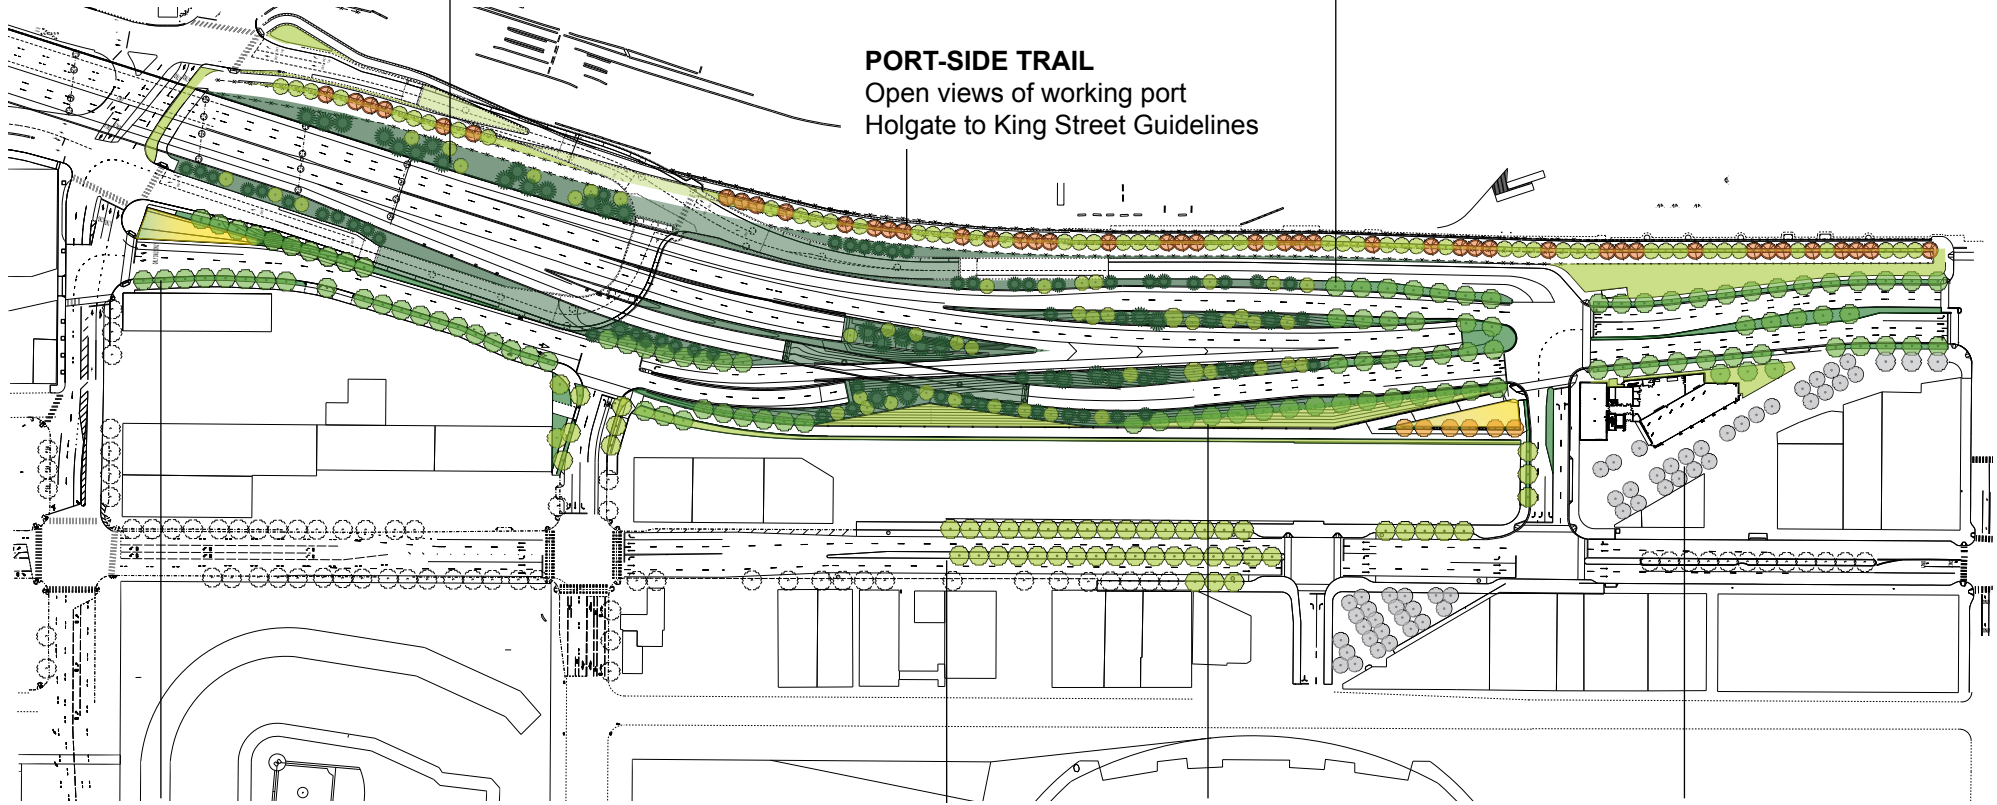 PORT-SIDE TRAIL
Open views of working port
Holgate to King Street Guidelines